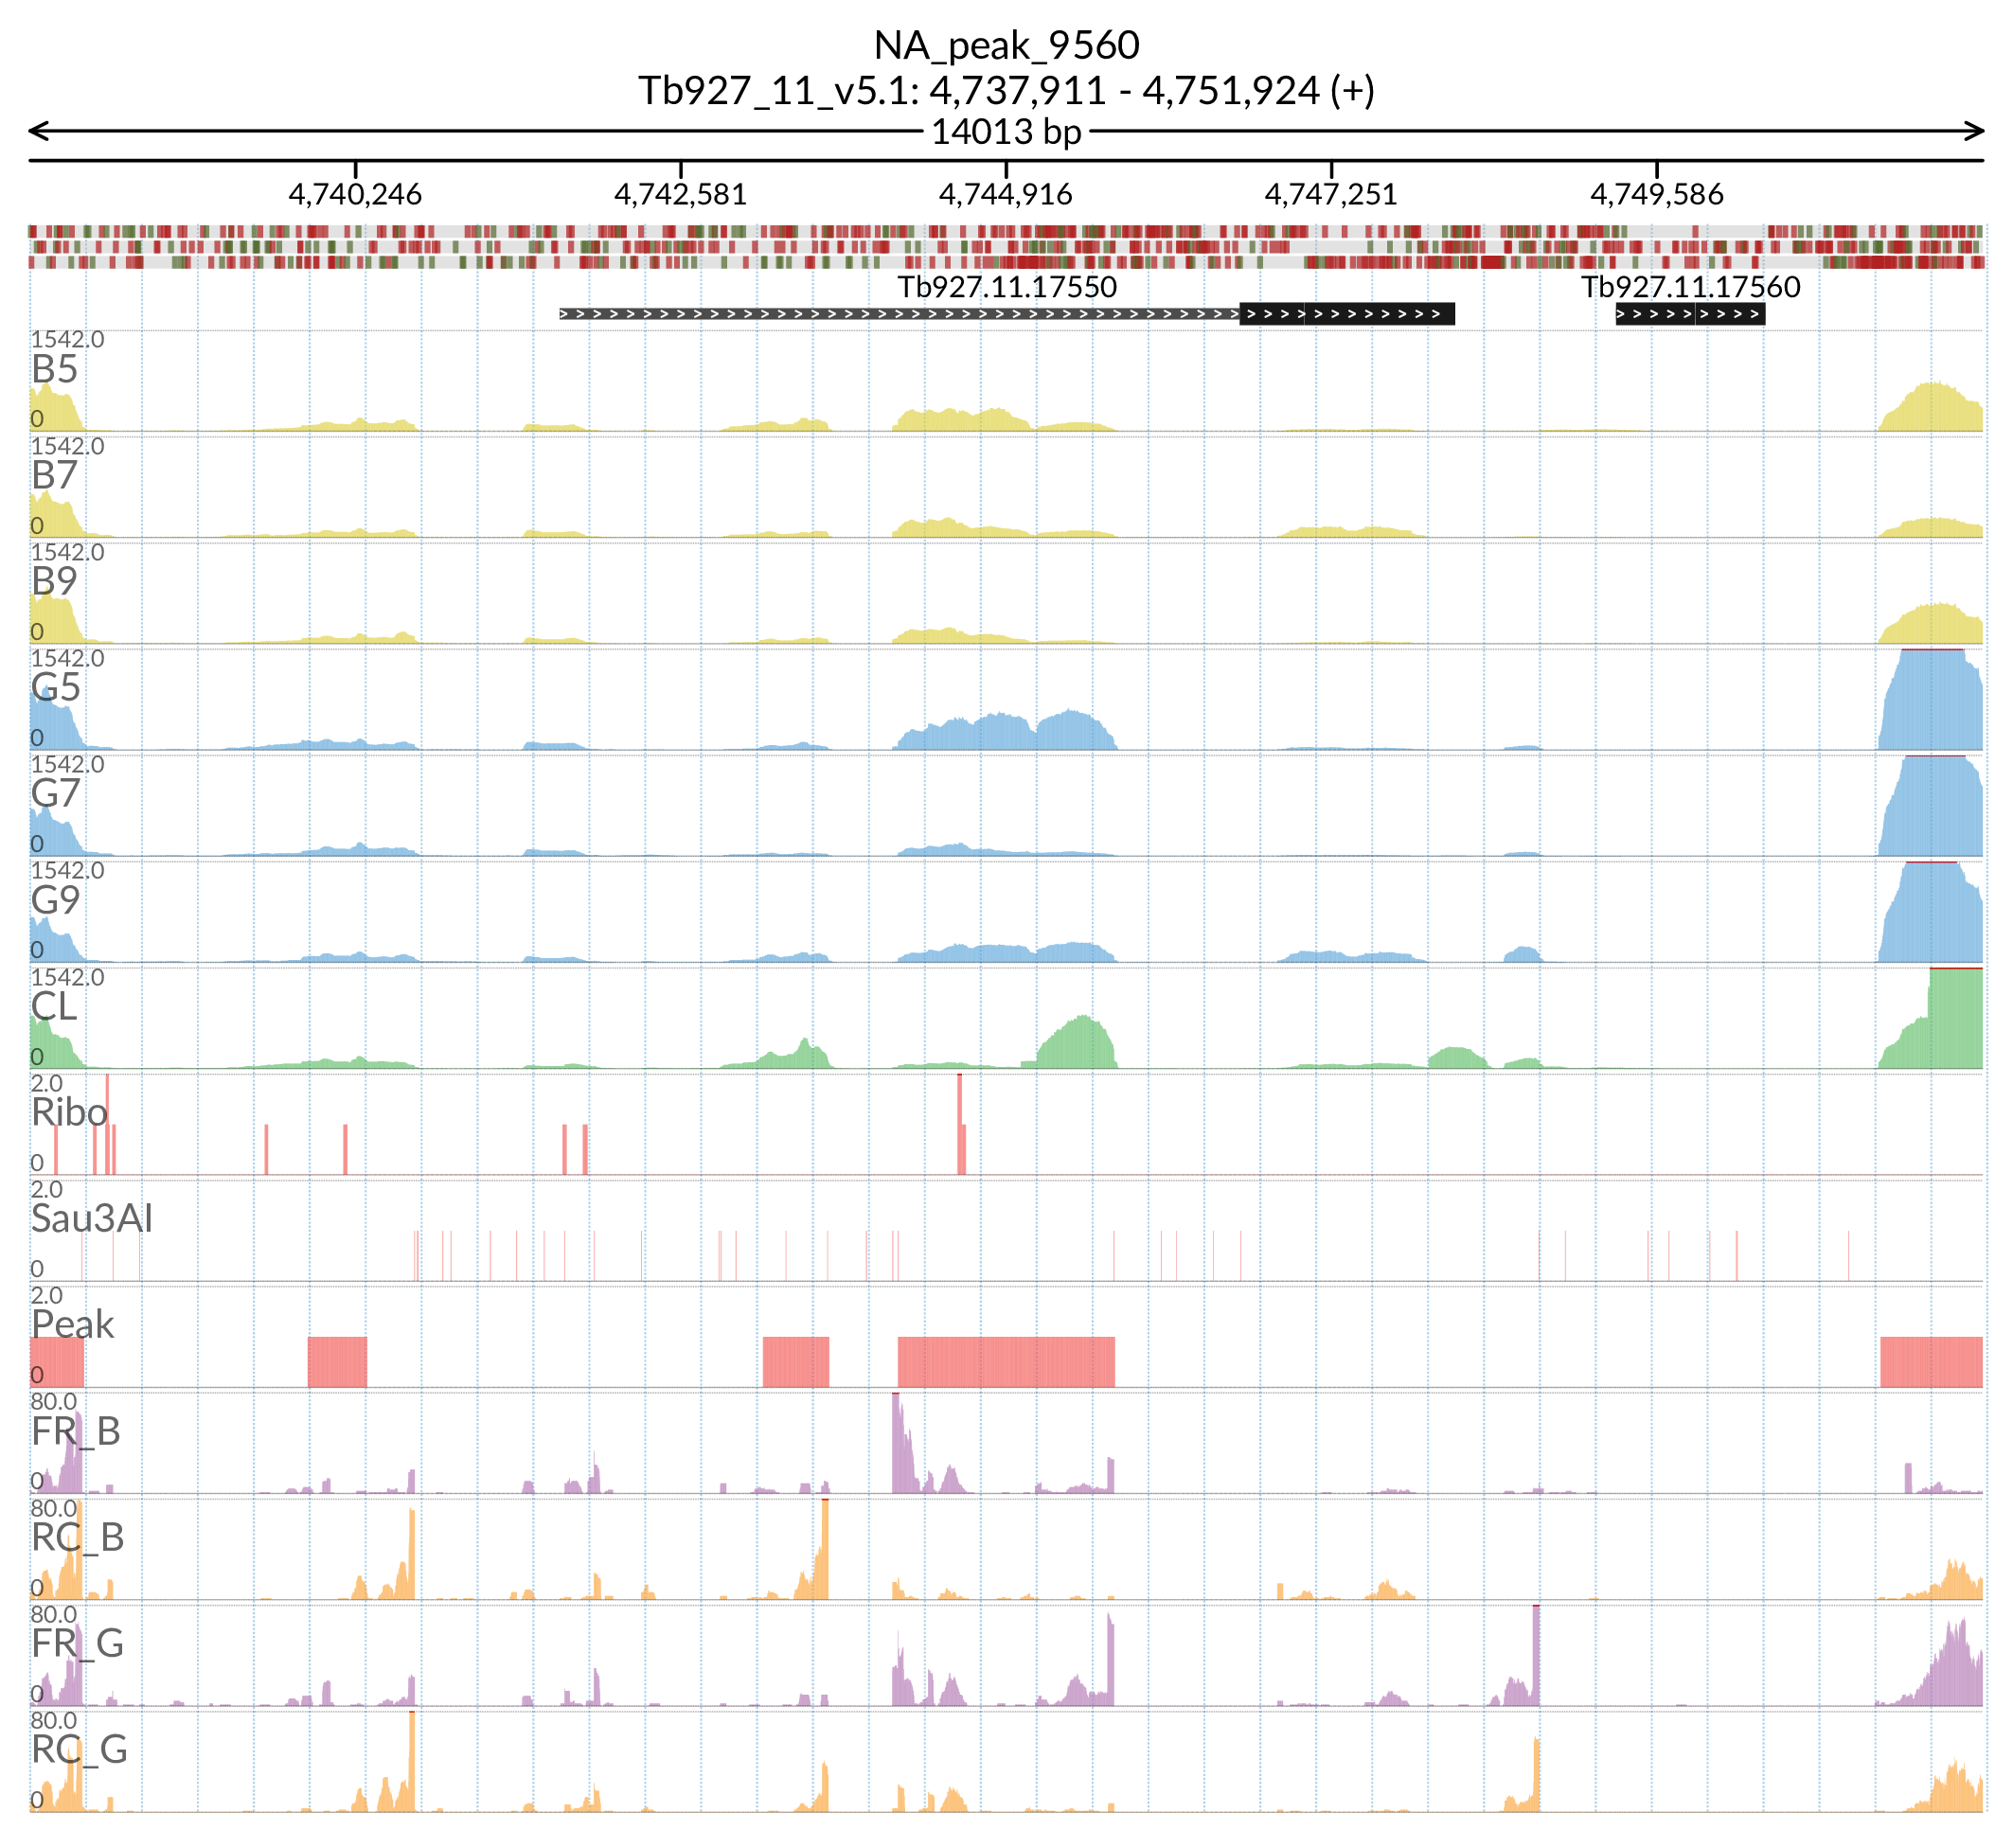 NA_peak_9560
Tb927_11_v5.1: 4,737,911 - 4,751,924 (+)
14013 bp
4,740,246 4,742,581 4,744,916 4,747,251 4,749,586
Tb927.11.17550 Tb927.11.17560
1542.0
B5
0
1542.0
B7
0
1542.0
B9
0
1542.0
G5
0
1542.0
G7
0
1542.0
G9
0
1542.0
CL
0
2.0
Ribo
0
2.0
Sau3AI
0
2.0
Peak
0
80.0
FR_B
0
80.0
RC_B
0
80.0
FR_G
0
80.0
RC_G
0